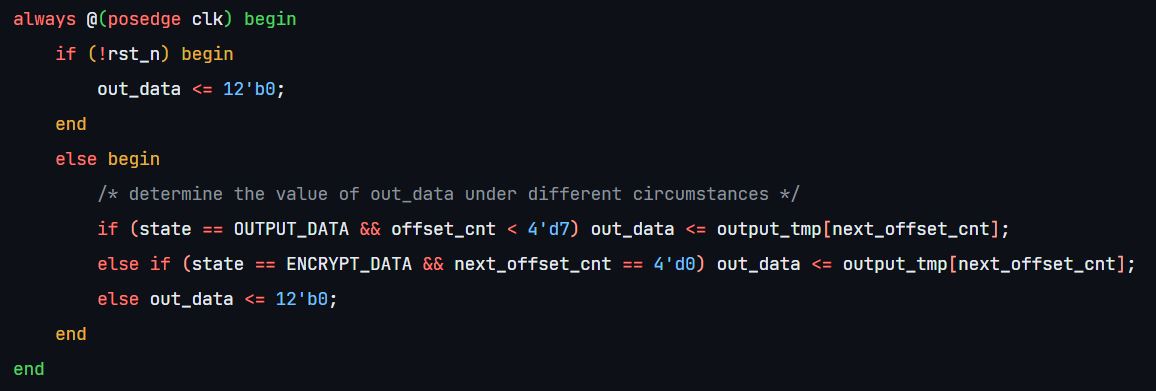 always @(posedge clk) begin
    if (!rst_n) begin
        out_data <= 12'b0;
    end
    else begin
        /* determine the value of out_data under different circumstances */
        if (state == OUTPUT_DATA && offset_cnt < 4'd7) out_data <= output_tmp[next_offset_cnt];
        else if (state == ENCRYPT_DATA && next_offset_cnt == 4'd0) out_data <= output_tmp[next_offset_cnt];
        else out_data <= 12'b0;
    end
end